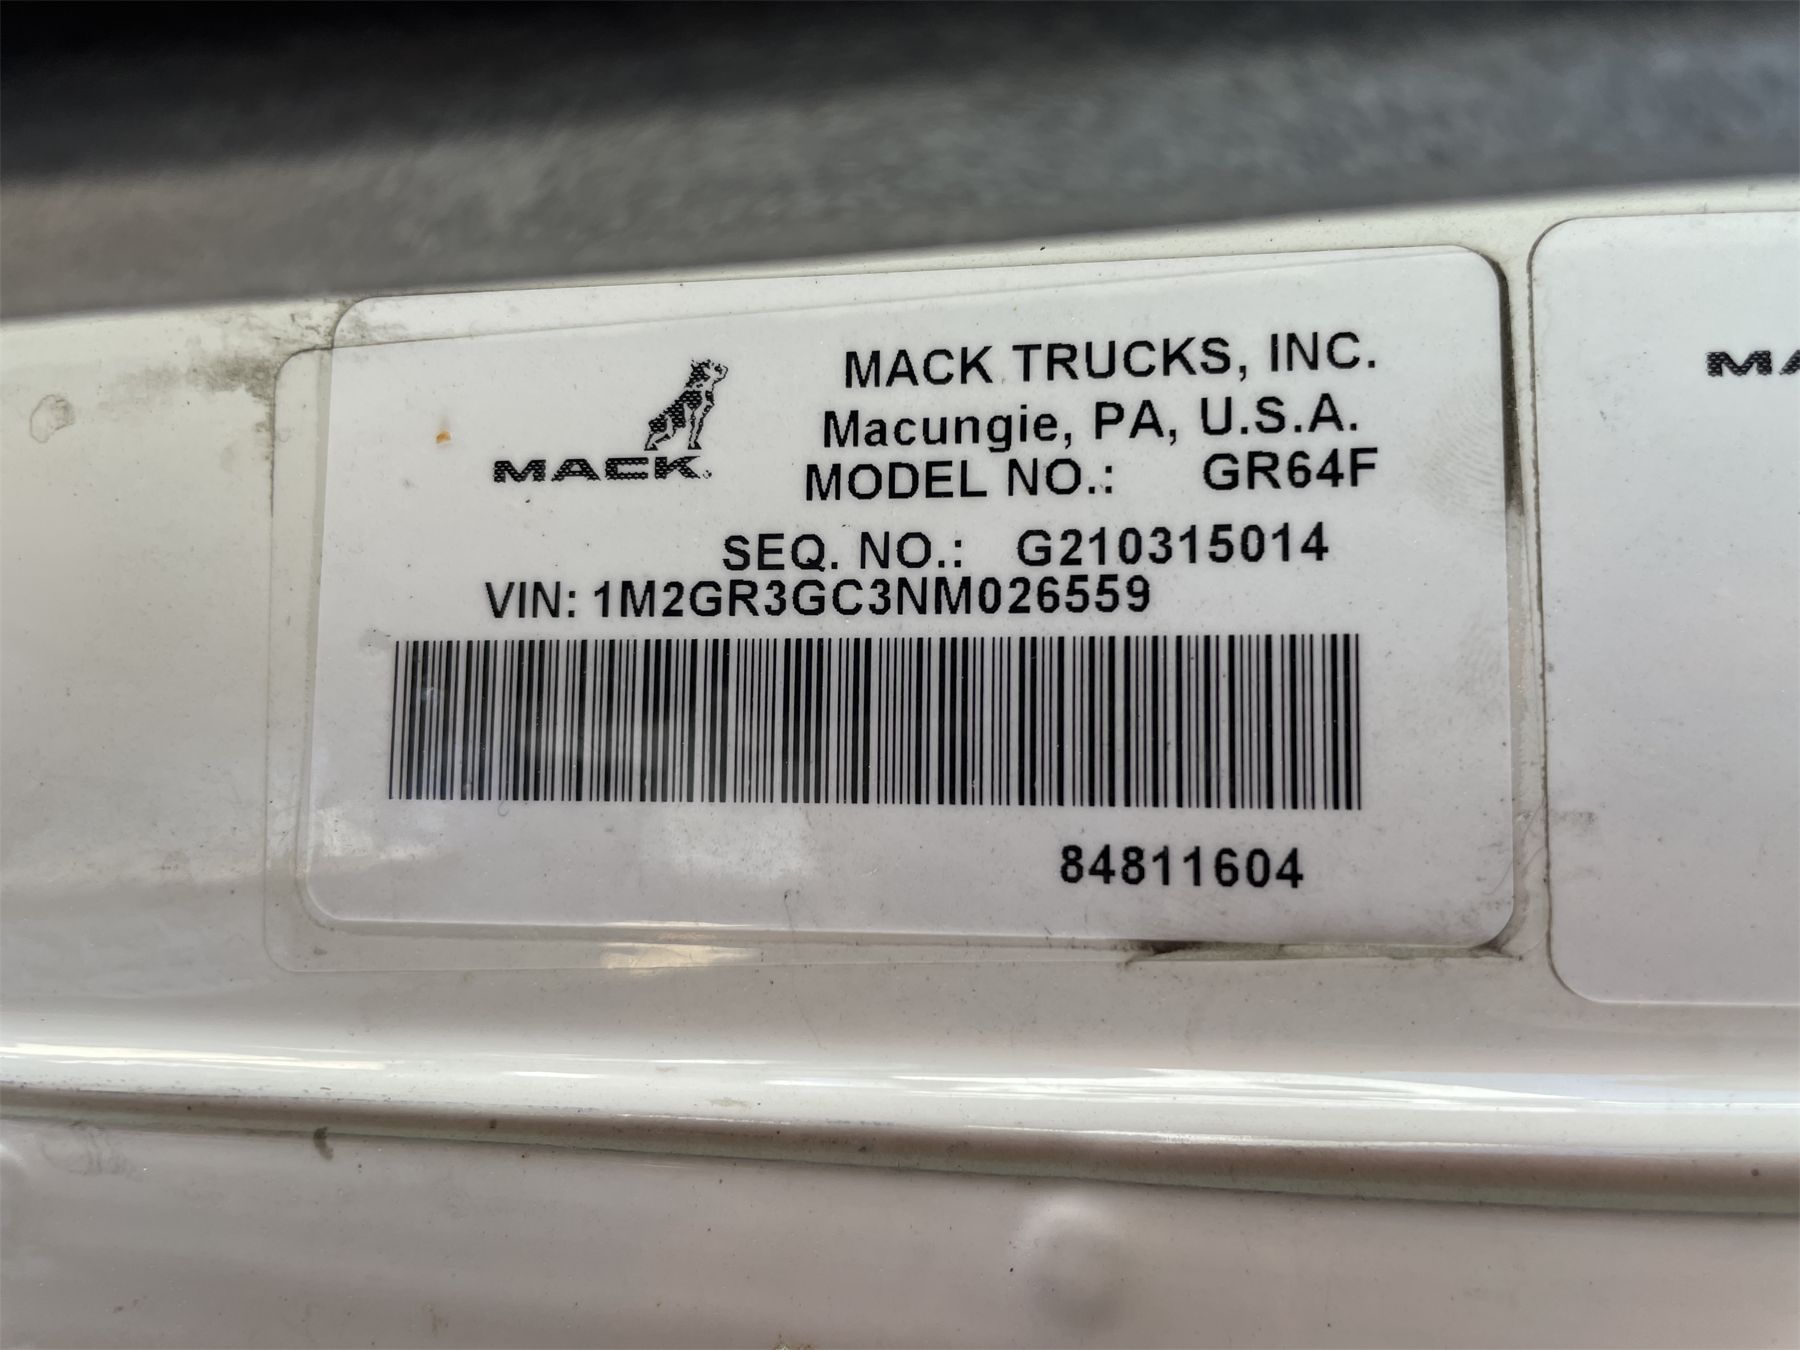 MACK
MACK TRUCKS, INC.
Macungie, PA, U.S.A.
MODEL NO.: GR64F
SEQ. NO.: G210315014
VIN: 1M2GR3GC3NM026559
84811604